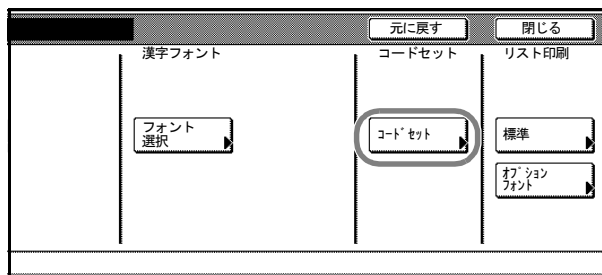 元に戻す
閉じる
漢字フォント
コードセット
リスト印刷
フォント
選択
ｺｰﾄﾞｾｯﾄ
標準
ｵﾌﾟｼｮﾝ
ﾌｫﾝﾄ